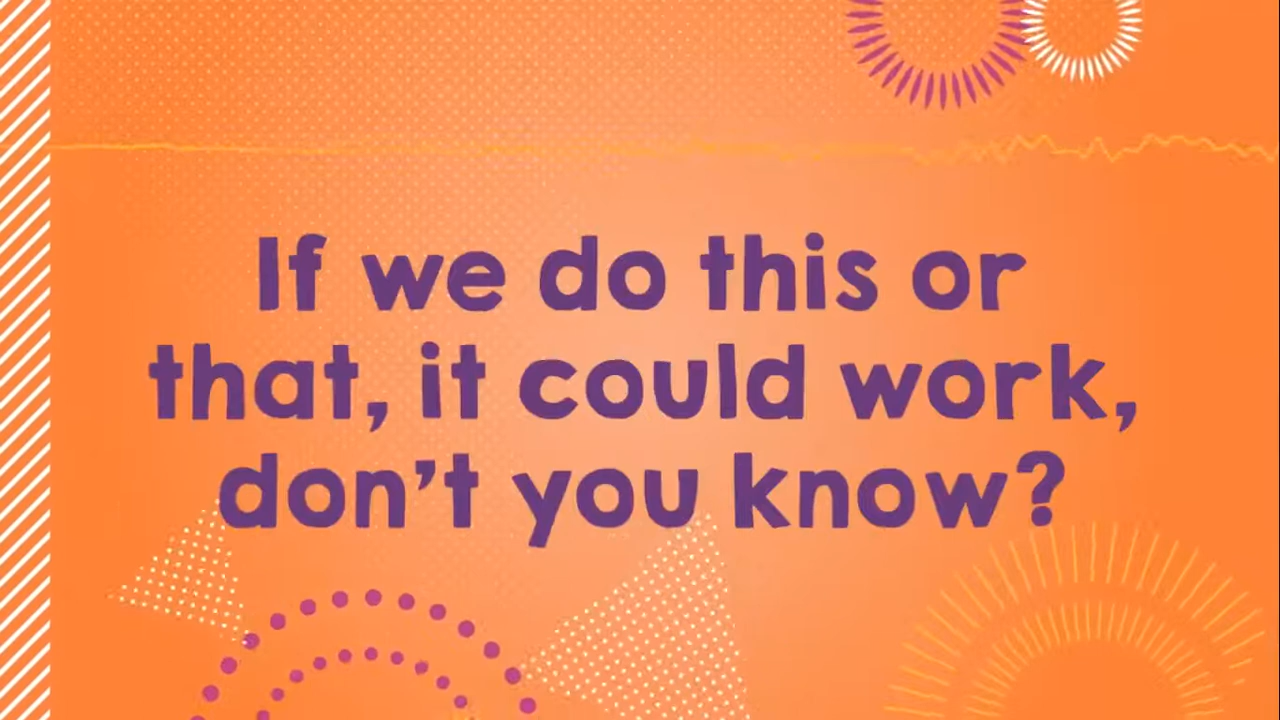 If we do this or
that, it could work,
don’t you know?